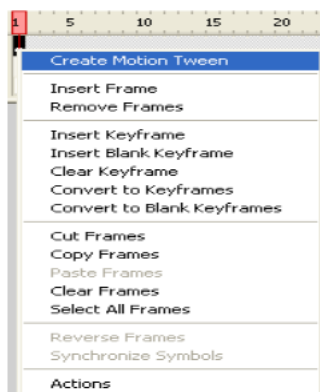 1 5 10 15 20
Create Motion Tween
Insert Frame
Remove Frames
Insert Keyframe
Insert Blank Keyframe
Clear Keyframe
Convert to Keyframes
Convert to Blank Keyframes
Cut Frames
Copy Frames
Paste Frames
Clear Frames
Select All Frames
Reverse Frames
Synchronize Symbols
Actions